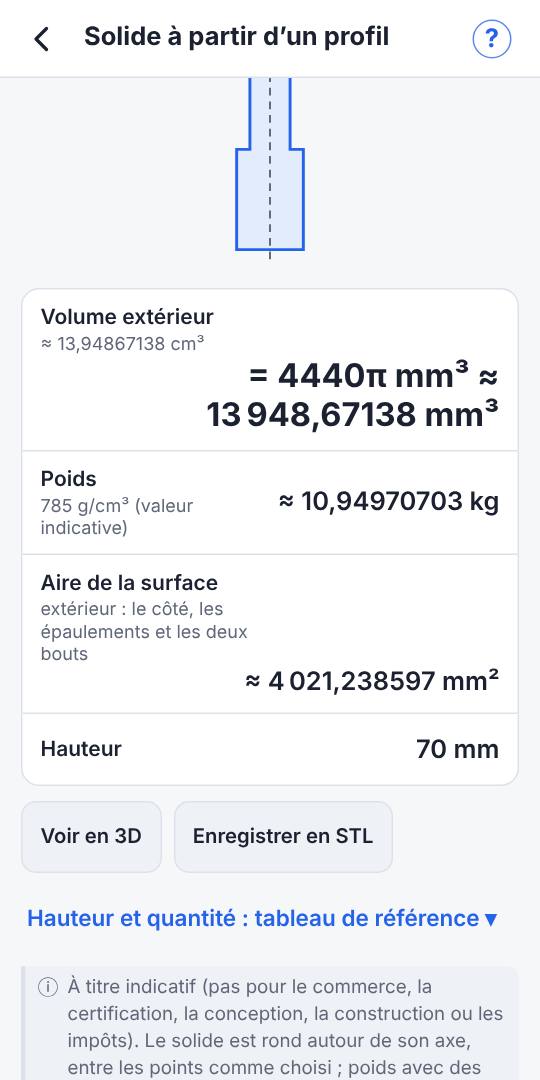 Solide à partir d’un profil
?
Volume extérieur
≈ 13,94867138 cm³
= 4440π mm³ ≈
13 948,67138 mm³
Poids
785 g/cm³ (valeur
indicative)
≈ 10,94970703 kg
Aire de la surface
extérieur : le côté, les
épaulements et les deux
bouts
≈ 4 021,238597 mm²
Hauteur
70 mm
Voir en 3D
Enregistrer en STL
Hauteur et quantité : tableau de référence ▾
ⓘ À titre indicatif (pas pour le commerce, la
certification, la conception, la construction ou les
impôts). Le solide est rond autour de son axe,
entre les points comme choisi ; poids avec des